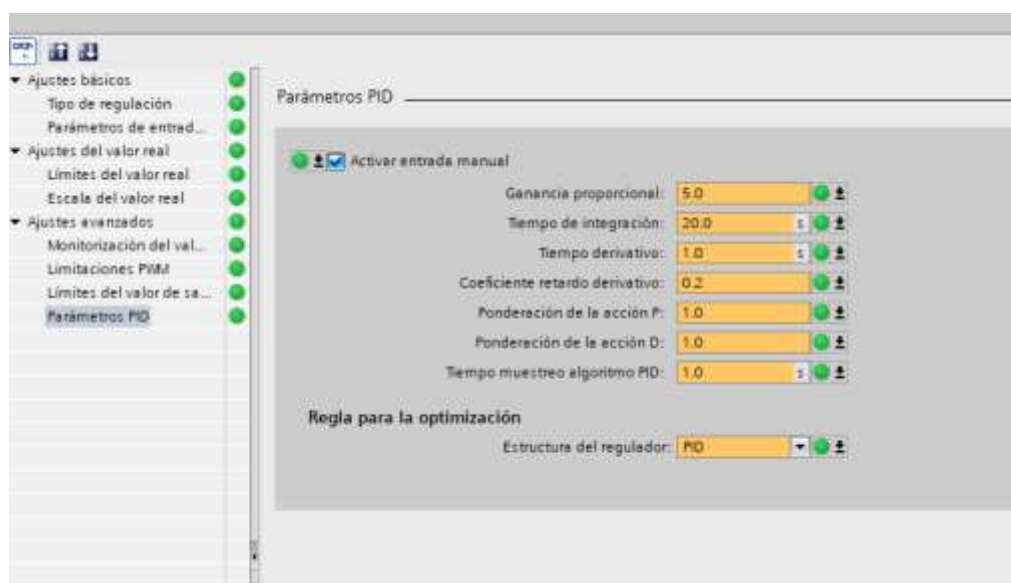 Ajustes básicos
Tipo de regulación
Parámetros de entrad...
Ajustes del valor real
Límites del valor real
Escala del valor real
Ajustes avanzados
Monitorización del val...
Limitaciones PWM
Límites del valor de sa...
Parámetros PID
Parámetros PID
Activar entrada manual
Ganancia proporcional: 5.0
Tiempo de integración: 20.0 s
Tiempo derivativo: 1.0 s
Coeficiente retardo derivativo: 0.2
Ponderación de la acción P: 1.0
Ponderación de la acción D: 1.0
Tiempo muestreo algoritmo PID: 1.0 s
Regla para la optimización
Estructura del regulador: PID